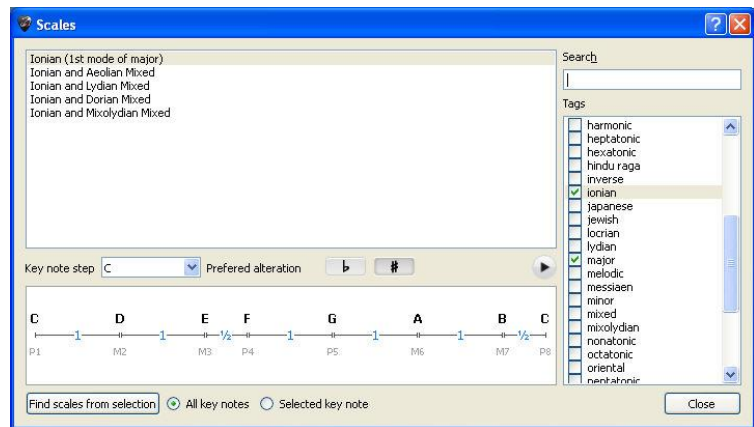 Scales
Ionian (1st mode of major)
Ionian and Aeolian Mixed
Ionian and Lydian Mixed
Ionian and Dorian Mixed
Ionian and Mixolydian Mixed
Search
Tags
harmonic
heptatonic
hexatonic
hindu raga
inverse
ionian
japanese
jewish
locrian
lydian
major
melodic
messiaen
minor
mixed
mixolydian
nonatonic
octatonic
oriental
pentatonic
Key note step C Prefered alteration ♭ #
C D E F G A B C
1 1 ½ 1 1 1 ½
P1 M2 M3 P4 P5 M6 M7 P8
Find scales from selection All key notes Selected key note Close